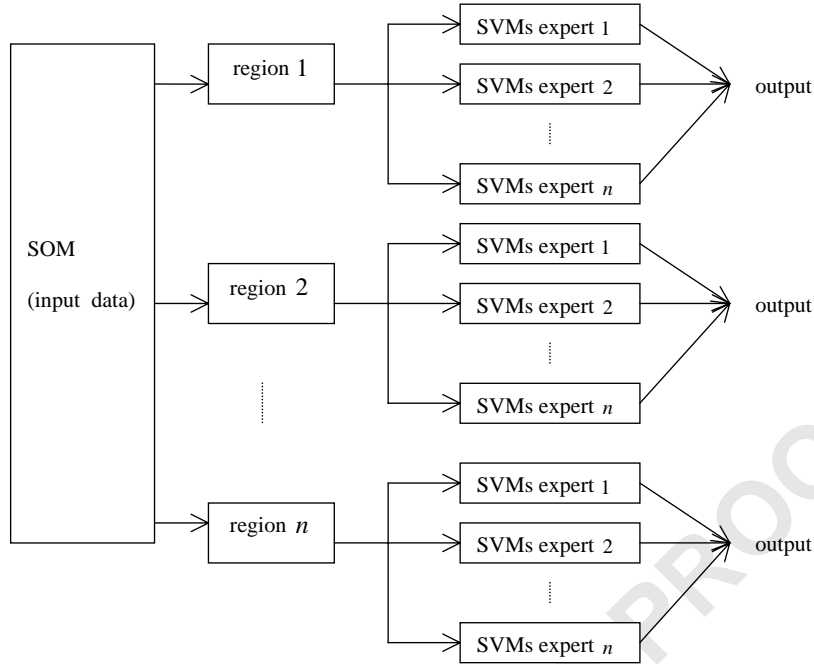 SOM
(input data)
region 1
SVMs expert 1
SVMs expert 2
SVMs expert n
output
region 2
SVMs expert 1
SVMs expert 2
SVMs expert n
output
region n
SVMs expert 1
SVMs expert 2
SVMs expert n
output
PROO